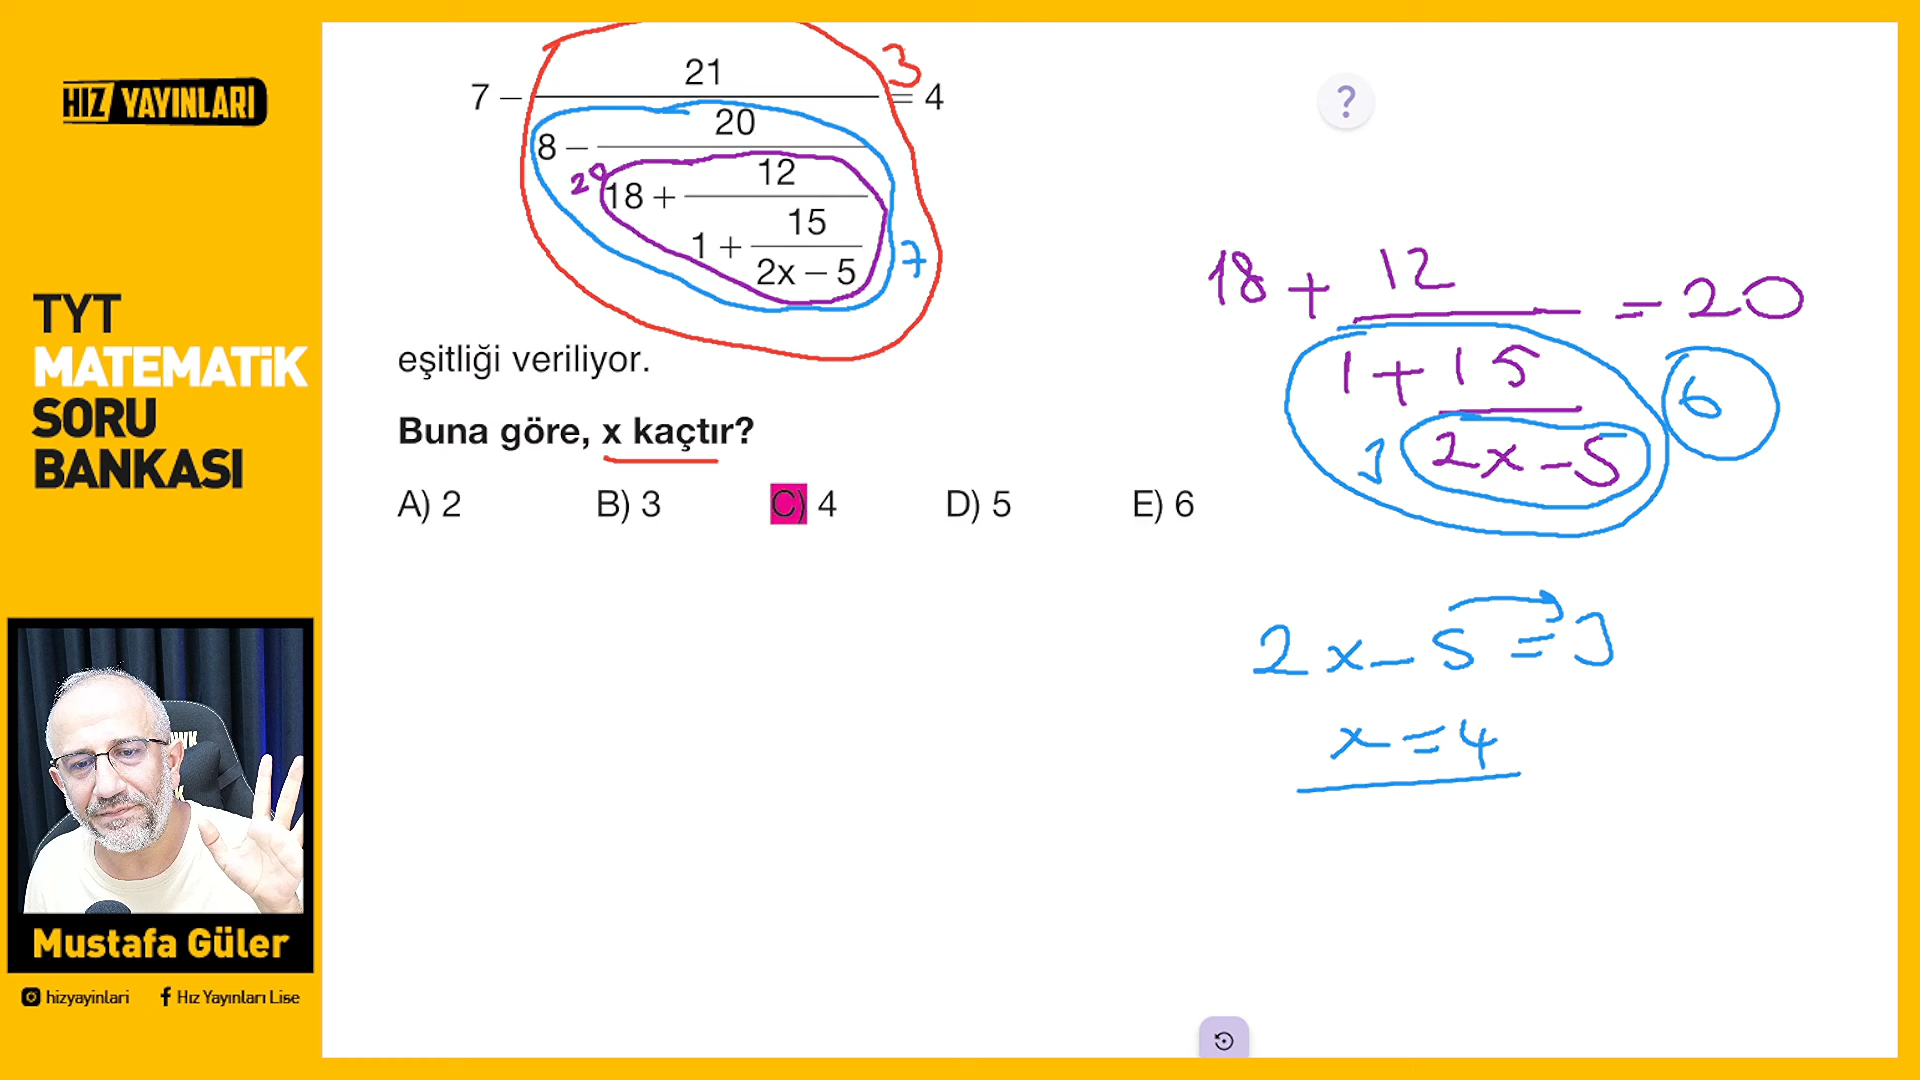 HIZ YAYINLARI
TYT
MATEMATİK
SORU
BANKASI
Mustafa Güler
hizyayinlari
Hız Yayınları Lise
7 − 21 = 4
3
8 − 20
7
20
18 + 12
1 + 15
2x − 5
eşitliği veriliyor.
Buna göre, x kaçtır?
A) 2 B) 3 C) 4 D) 5 E) 6
?
18 + 12 = 20
1 + 15
6
3 2x − 5
2x − 5 = 3
x = 4